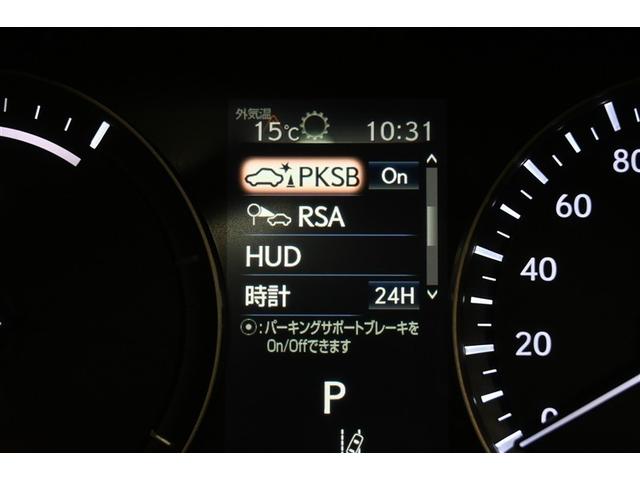 外気温
15℃ 10:31
PKSB On
RSA
HUD
時計 24H
⦿:パーキングサポートブレーキを
On/Offできます
P
80
60
40
20
0